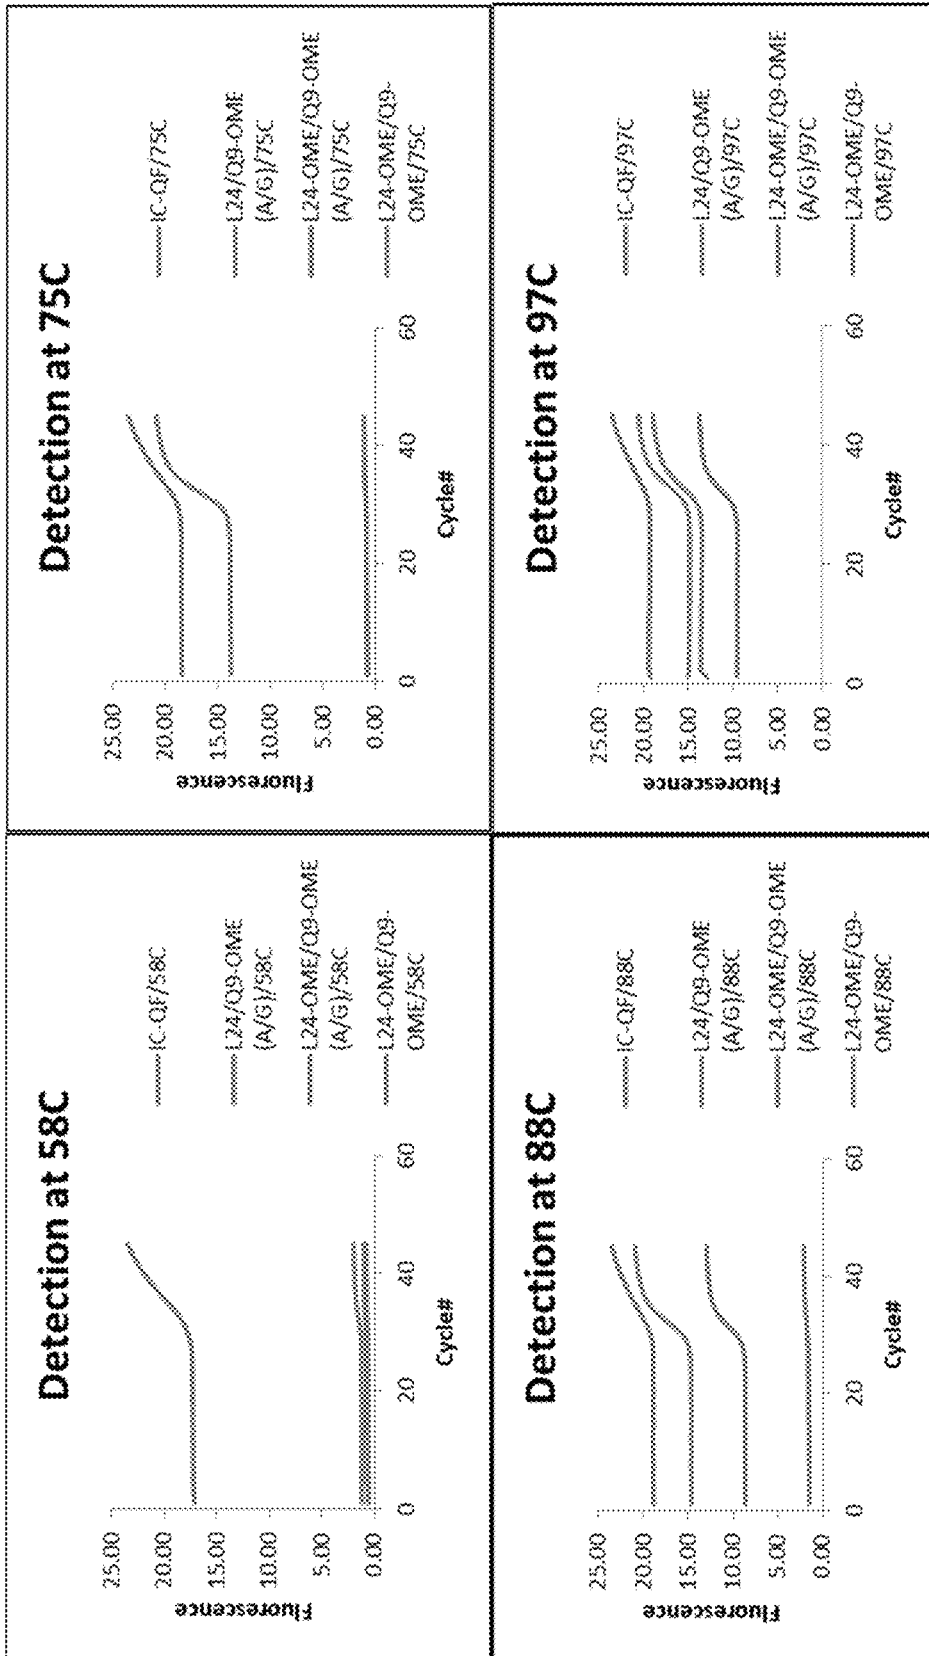 Detection at 58C
Fluorescence
25.00
20.00
15.00
10.00
5.00
0.00
0
20
40
60
Cycle#
IC-QF/58C
L24/Q9-OME
(A/G)/58C
L24-OME/Q9-OME
(A/G)/58C
L24-OME/Q9-
OME/58C
Detection at 75C
Fluorescence
25.00
20.00
15.00
10.00
5.00
0.00
0
20
40
60
Cycle#
IC-QF/75C
L24/Q9-OME
(A/G)/75C
L24-OME/Q9-OME
(A/G)/75C
L24-OME/Q9-
OME/75C
Detection at 88C
Fluorescence
25.00
20.00
15.00
10.00
5.00
0.00
0
20
40
60
Cycle#
IC-QF/88C
L24/Q9-OME
(A/G)/88C
L24-OME/Q9-OME
(A/G)/88C
L24-OME/Q9-
OME/88C
Detection at 97C
Fluorescence
25.00
20.00
15.00
10.00
5.00
0.00
0
20
40
60
Cycle#
IC-QF/97C
L24/Q9-OME
(A/G)/97C
L24-OME/Q9-OME
(A/G)/97C
L24-OME/Q9-
OME/97C